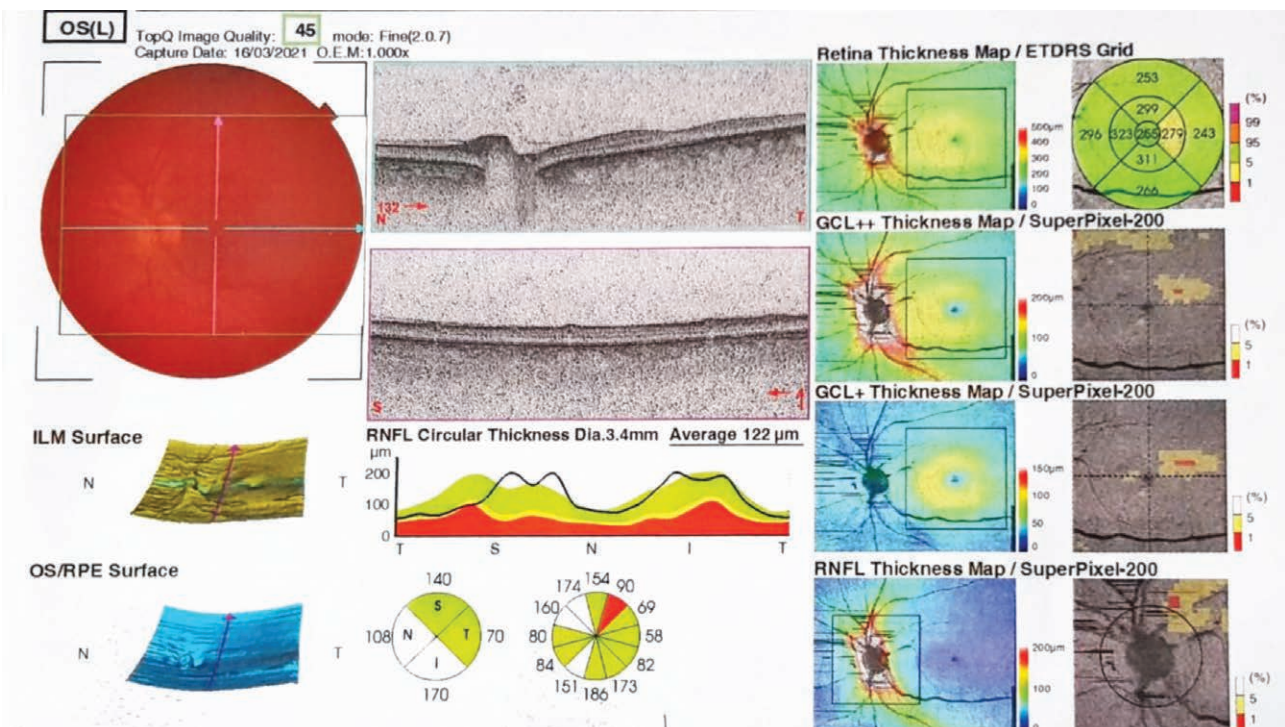 OS(L)
TopQ Image Quality: 45 mode: Fine(2.0.7)
Capture Date: 16/03/2021 O.E.M:1.000x
132
N
T
S
I
ILM Surface
N
T
OS/RPE Surface
N
T
RNFL Circular Thickness Dia.3.4mm Average 122 µm
µm
200
100
0
T S N I T
140
108 N S T 70
I
170
154
174 90
160 69
80 58
84 82
151 173
186
Retina Thickness Map / ETDRS Grid
500µm
400
300
200
100
0
253
299
296 323 265 279 243
311
266
(%)
99
95
5
1
GCL++ Thickness Map / SuperPixel-200
200µm
100
0
(%)
5
1
GCL+ Thickness Map / SuperPixel-200
150µm
100
50
0
(%)
5
1
RNFL Thickness Map / SuperPixel-200
200µm
100
0
(%)
5
1